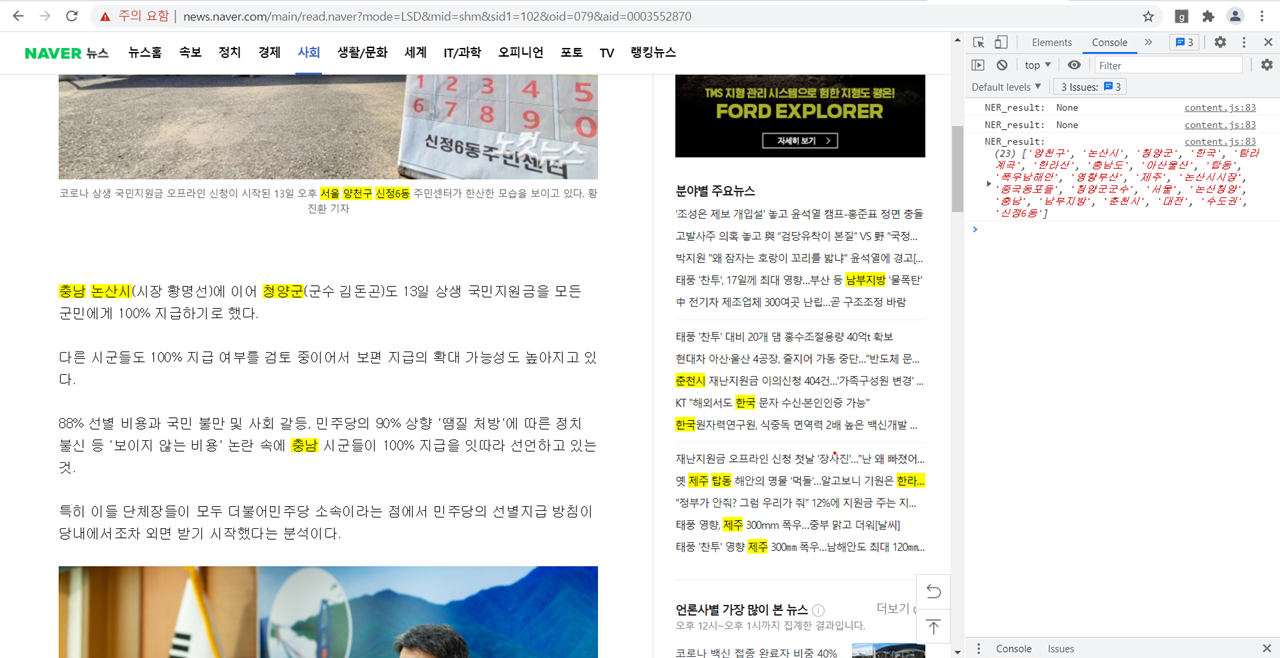 주의 요함 | news.naver.com/main/read.naver?mode=LSD&mid=shm&sid1=102&oid=079&aid=0003552870
NAVER 뉴스 뉴스홈 속보 정치 경제 사회 생활/문화 세계 IT/과학 오피니언 포토 TV 랭킹뉴스
1 2 3 4 5
6 7 8 9 0
노컷뉴스
신정6동주민센터
코로나 상생 국민지원금 오프라인 신청이 시작된 13일 오후 서울 양천구 신정6동 주민센터가 한산한 모습을 보이고 있다. 황
진환 기자
충남 논산시(시장 황명선)에 이어 청양군(군수 김돈곤)도 13일 상생 국민지원금을 모든
군민에게 100% 지급하기로 했다.
다른 시군들도 100% 지급 여부를 검토 중이어서 보편 지급의 확대 가능성도 높아지고 있
다.
88% 선별 비용과 국민 불만 및 사회 갈등, 민주당의 90% 상향 '땜질 처방'에 따른 정치
불신 등 '보이지 않는 비용' 논란 속에 충남 시군들이 100% 지급을 잇따라 선언하고 있는
것.
특히 이들 단체장들이 모두 더불어민주당 소속이라는 점에서 민주당의 선별지급 방침이
당내에서조차 외면 받기 시작했다는 분석이다.
TMS 지형 관리 시스템으로 험한 지형도 평온!
FORD EXPLORER
자세히 보기 >
분야별 주요뉴스
'조성은 제보 개입설' 놓고 윤석열 캠프-홍준표 정면 충돌
고발사주 의혹 놓고 與 “검당유착이 본질” VS 野 “국정...
박지원 "왜 잠자는 호랑이 꼬리를 밟냐" 윤석열에 경고[...
태풍 '찬투', 17일께 최대 영향...부산 등 남부지방 '물폭탄'
中 전기차 제조업체 300여곳 난립...곧 구조조정 바람
태풍 '찬투' 대비 20개 댐 홍수조절용량 40억t 확보
현대차 아산·울산 4공장, 줄지어 가동 중단..."반도체 문...
춘천시 재난지원금 이의신청 404건...'가족구성원 변경' ...
KT "해외서도 한국 문자 수신·본인인증 가능"
한국원자력연구원, 식중독 면역력 2배 높은 백신개발 ...
재난지원금 오프라인 신청 첫날 '장사진'..."난 왜 빠졌어...
옛 제주 탑동 해안의 명물 '먹돌'...알고보니 기원은 한라...
"정부가 안줘? 그럼 우리가 줘" 12%에 지원금 주는 지...
태풍 영향, 제주 300mm 폭우...중부 맑고 더워[날씨]
태풍 '찬투' 영향 제주 300㎜ 폭우...남해안도 최대 120㎜...
언론사별 가장 많이 본 뉴스
더보기
오후 12시~오후 1시까지 집계한 결과입니다.
코로나 백신 접종 완료자 비중 40%
Elements Console » 3
top Filter
Default levels 3 Issues: 3
NER_result: None content.js:83
NER_result: None content.js:83
NER_result: content.js:83
(23) ['양천구', '논산시', '청양군', '한국', '탐라
계곡', '한라산', '충남도', '아산울산', '탑동',
'폭우남해안', '영향부산', '제주', '논산시시장',
'중국동포들', '청양군군수', '서울', '논산청양',
'충남', '남부지방', '춘천시', '대전', '수도권',
'신정6동']
Console Issues